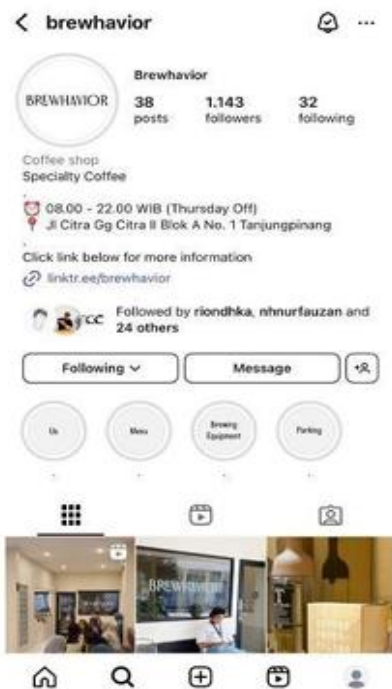 brewhavior
BREWHAVIOR
Brewhavior
38 1.143 32
posts followers following
Coffee shop
Specialty Coffee
.
08.00 - 22.00 WIB (Thursday Off)
Jl Citra Gg Citra II Blok A No. 1 Tanjungpinang
.
Click link below for more information
linktr.ee/brewhavior
Followed by riondhka, nhnurfauzan and
24 others
Following Message
Us Menu Brewing Equipment Parking
BREWHAVIOR BREWHAVIOR